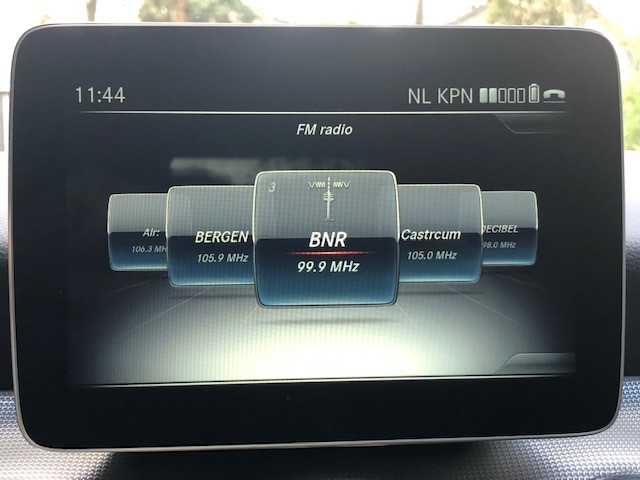 11:44
NL KPN
FM radio
3
Air:
106.3 MH
BERGEN
105.9 MHz
BNR
99.9 MHz
Castrcum
105.0 MHz
DECIBEL
98.0 MHz